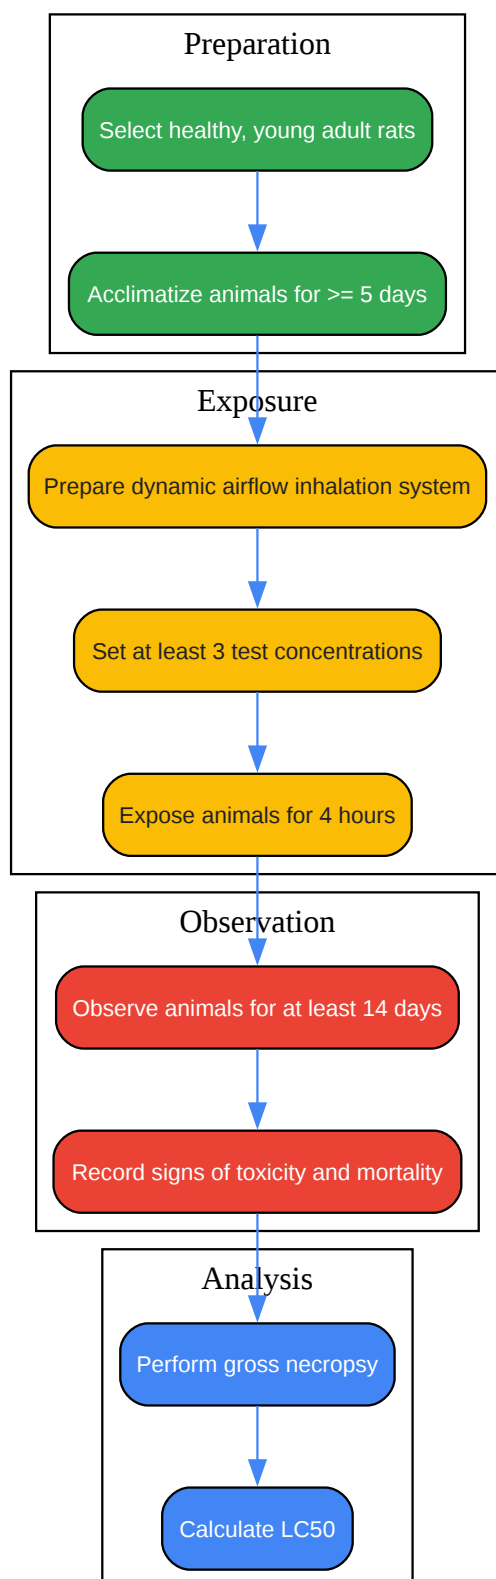 Preparation
Select healthy, young adult rats
Acclimatize animals for >= 5 days
Exposure
Prepare dynamic airflow inhalation system
Set at least 3 test concentrations
Expose animals for 4 hours
Observation
Observe animals for at least 14 days
Record signs of toxicity and mortality
Analysis
Perform gross necropsy
Calculate LC50